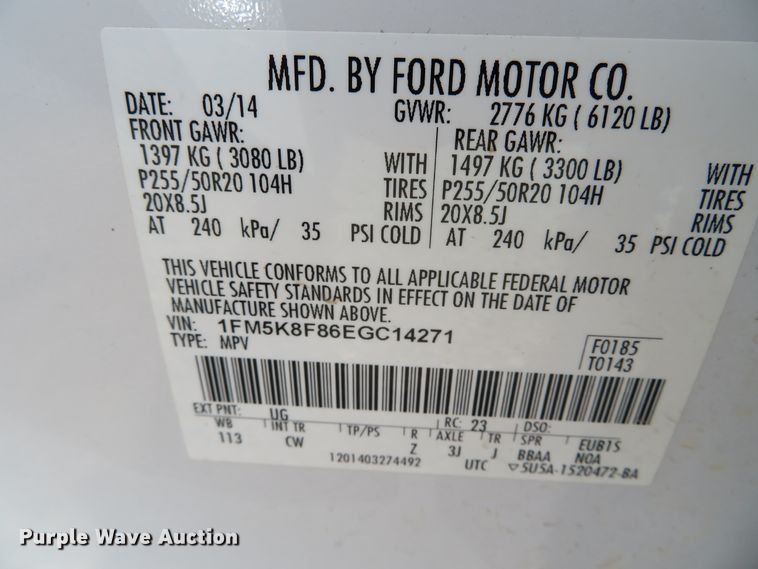 MFD. BY FORD MOTOR CO.
DATE: 03/14 GVWR: 2776 KG ( 6120 LB)
FRONT GAWR: REAR GAWR:
1397 KG ( 3080 LB) WITH 1497 KG ( 3300 LB) WITH
P255/50R20 104H TIRES P255/50R20 104H TIRES
20X8.5J RIMS 20X8.5J RIMS
AT 240 kPa/ 35 PSI COLD AT 240 kPa/ 35 PSI COLD
THIS VEHICLE CONFORMS TO ALL APPLICABLE FEDERAL MOTOR
VEHICLE SAFETY STANDARDS IN EFFECT ON THE DATE OF
MANUFACTURE SHOWN ABOVE.
VIN: 1FM5K8F86EGC14271
TYPE: MPV
F0185
T0143
EXT PNT: UG RC: 23 DSO:
WB INT TR TP/PS R AXLE TR SPR EUB1S
113 CW Z 3J J BBAA NOA
1201403274492 UTC ▽5U5A-1520472-BA
Purple Wave Auction